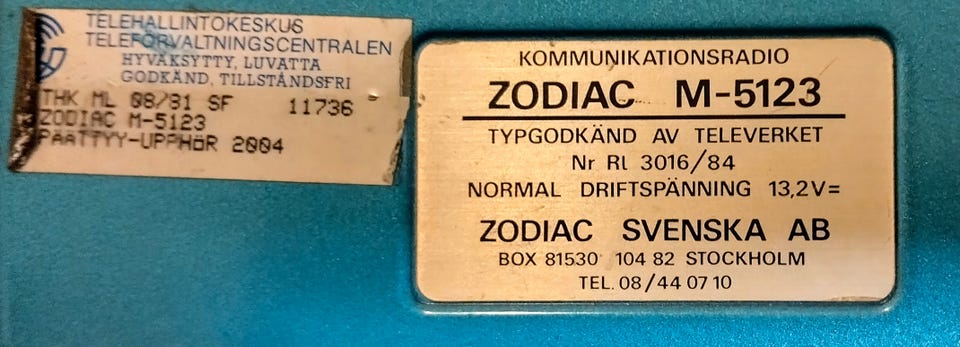 TELEHALLINTOKESKUS
TELEFÖRVALTNINGSCENTRALEN
HYVÄKSYTTY, LUVATTA
GODKÄND, TILLSTÅNDSFRI
THK ML 08/81 SF 11736
ZODIAC M-5123
PÄÄTTYY-UPPHÖR 2004
KOMMUNIKATIONSRADIO
ZODIAC M-5123
TYPGODKÄND AV TELEVERKET
Nr Rl 3016/84
NORMAL DRIFTSPÄNNING 13,2V=
ZODIAC SVENSKA AB
BOX 81530 104 82 STOCKHOLM
TEL. 08/44 07 10